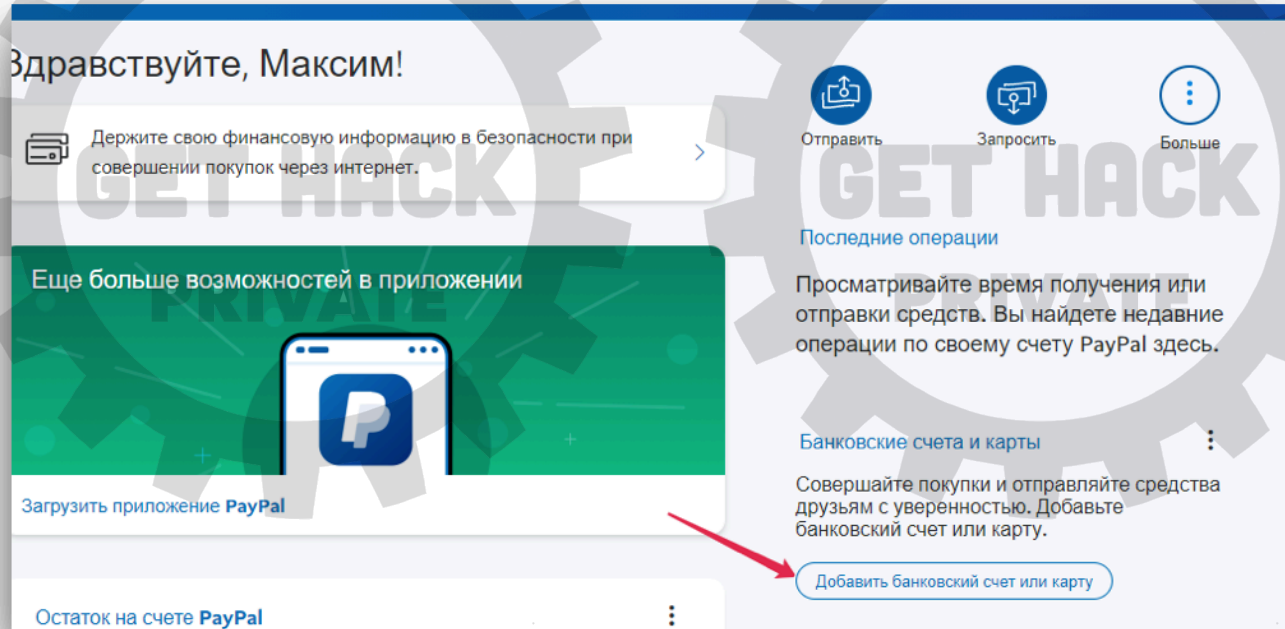 Здравствуйте, Максим!
Держите свою финансовую информацию в безопасности при
совершении покупок через интернет.
GET HACK
PRIVATE
Еще больше возможностей в приложении
Загрузить приложение PayPal
Остаток на счете PayPal
Отправить
Запросить
Больше
GET HACK
PRIVATE
Последние операции
Просматривайте время получения или
отправки средств. Вы найдете недавние
операции по своему счету PayPal здесь.
Банковские счета и карты
Совершайте покупки и отправляйте средства
друзьям с уверенностью. Добавьте
банковский счет или карту.
Добавить банковский счет или карту